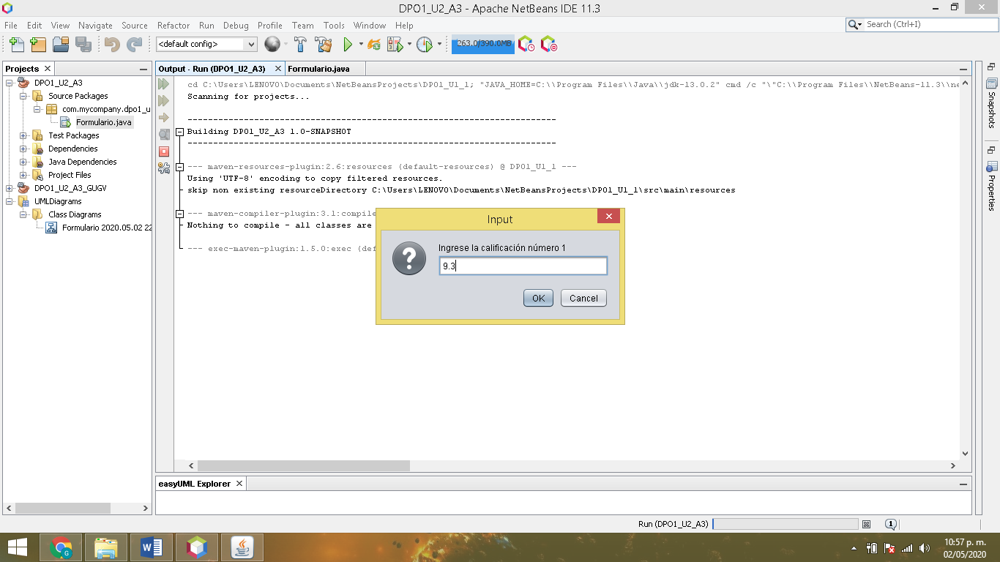 DPO1_U2_A3 - Apache NetBeans IDE 11.3
File Edit View Navigate Source Refactor Run Debug Profile Team Tools Window Help
Search (Ctrl+I)
<default config>
263.0/390.0MB
Projects
DPO1_U2_A3
Source Packages
com.mycompany.dpo1_u
Formulario.java
Test Packages
Dependencies
Java Dependencies
Project Files
DPO1_U2_A3_GUGV
UMLDiagrams
Class Diagrams
Formulario 2020.05.02 22
Output - Run (DPO1_U2_A3)
Formulario.java
cd C:\Users\LENOVO\Documents\NetBeansProjects\DPO1_U1_1; "JAVA_HOME=C:\\Program Files\\Java\\jdk-13.0.2" cmd /c "\"C:\\Program Files\\NetBeans-11.3\\ne
Scanning for projects...
------------------------------------------------------------------------
Building DPO1_U2_A3 1.0-SNAPSHOT
------------------------------------------------------------------------
--- maven-resources-plugin:2.6:resources (default-resources) @ DPO1_U1_1 ---
Using 'UTF-8' encoding to copy filtered resources.
skip non existing resourceDirectory C:\Users\LENOVO\Documents\NetBeansProjects\DPO1_U1_1\src\main\resources
--- maven-compiler-plugin:3.1:compile
Nothing to compile - all classes are
--- exec-maven-plugin:1.5.0:exec (def
Input
Ingrese la calificación número 1
9.3
OK
Cancel
Snapshots
Properties
easyUML Explorer
Run (DPO1_U2_A3)
1
10:57 p. m.
02/05/2020